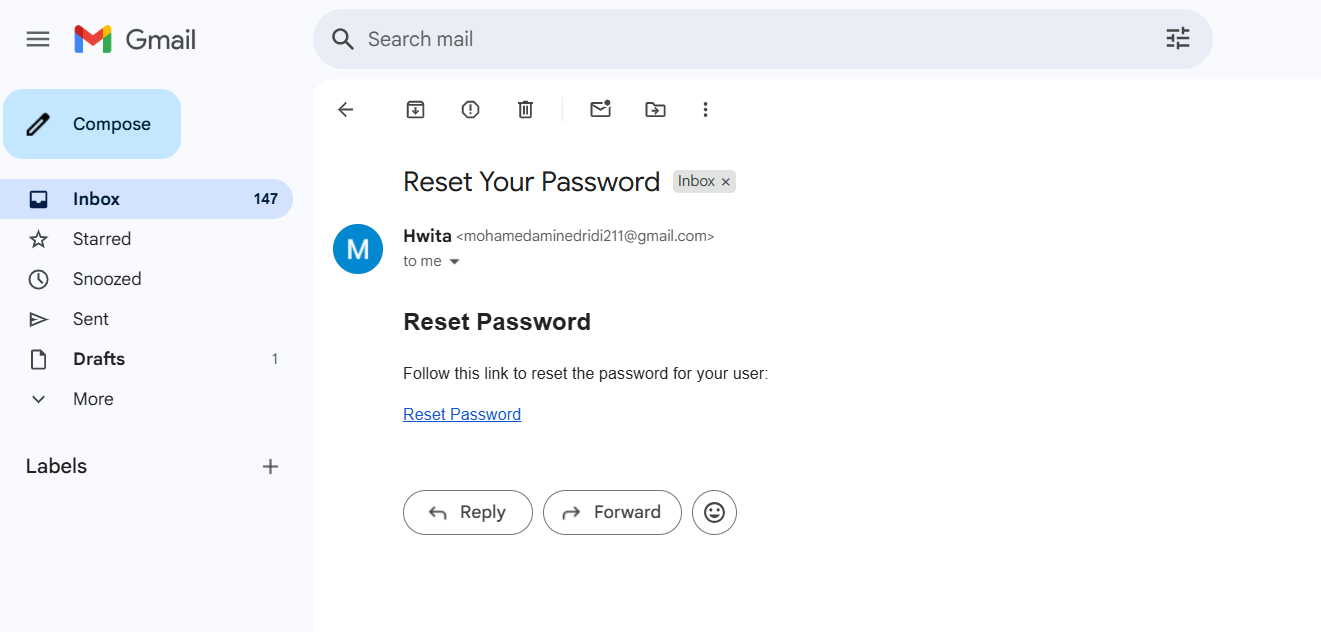 Gmail
Search mail
Compose
Inbox 147
Starred
Snoozed
Sent
Drafts 1
More
Labels
Reset Your Password Inbox ×
M
Hwita <mohamedaminedridi211@gmail.com>
to me
Reset Password
Follow this link to reset the password for your user:
Reset Password
Reply Forward